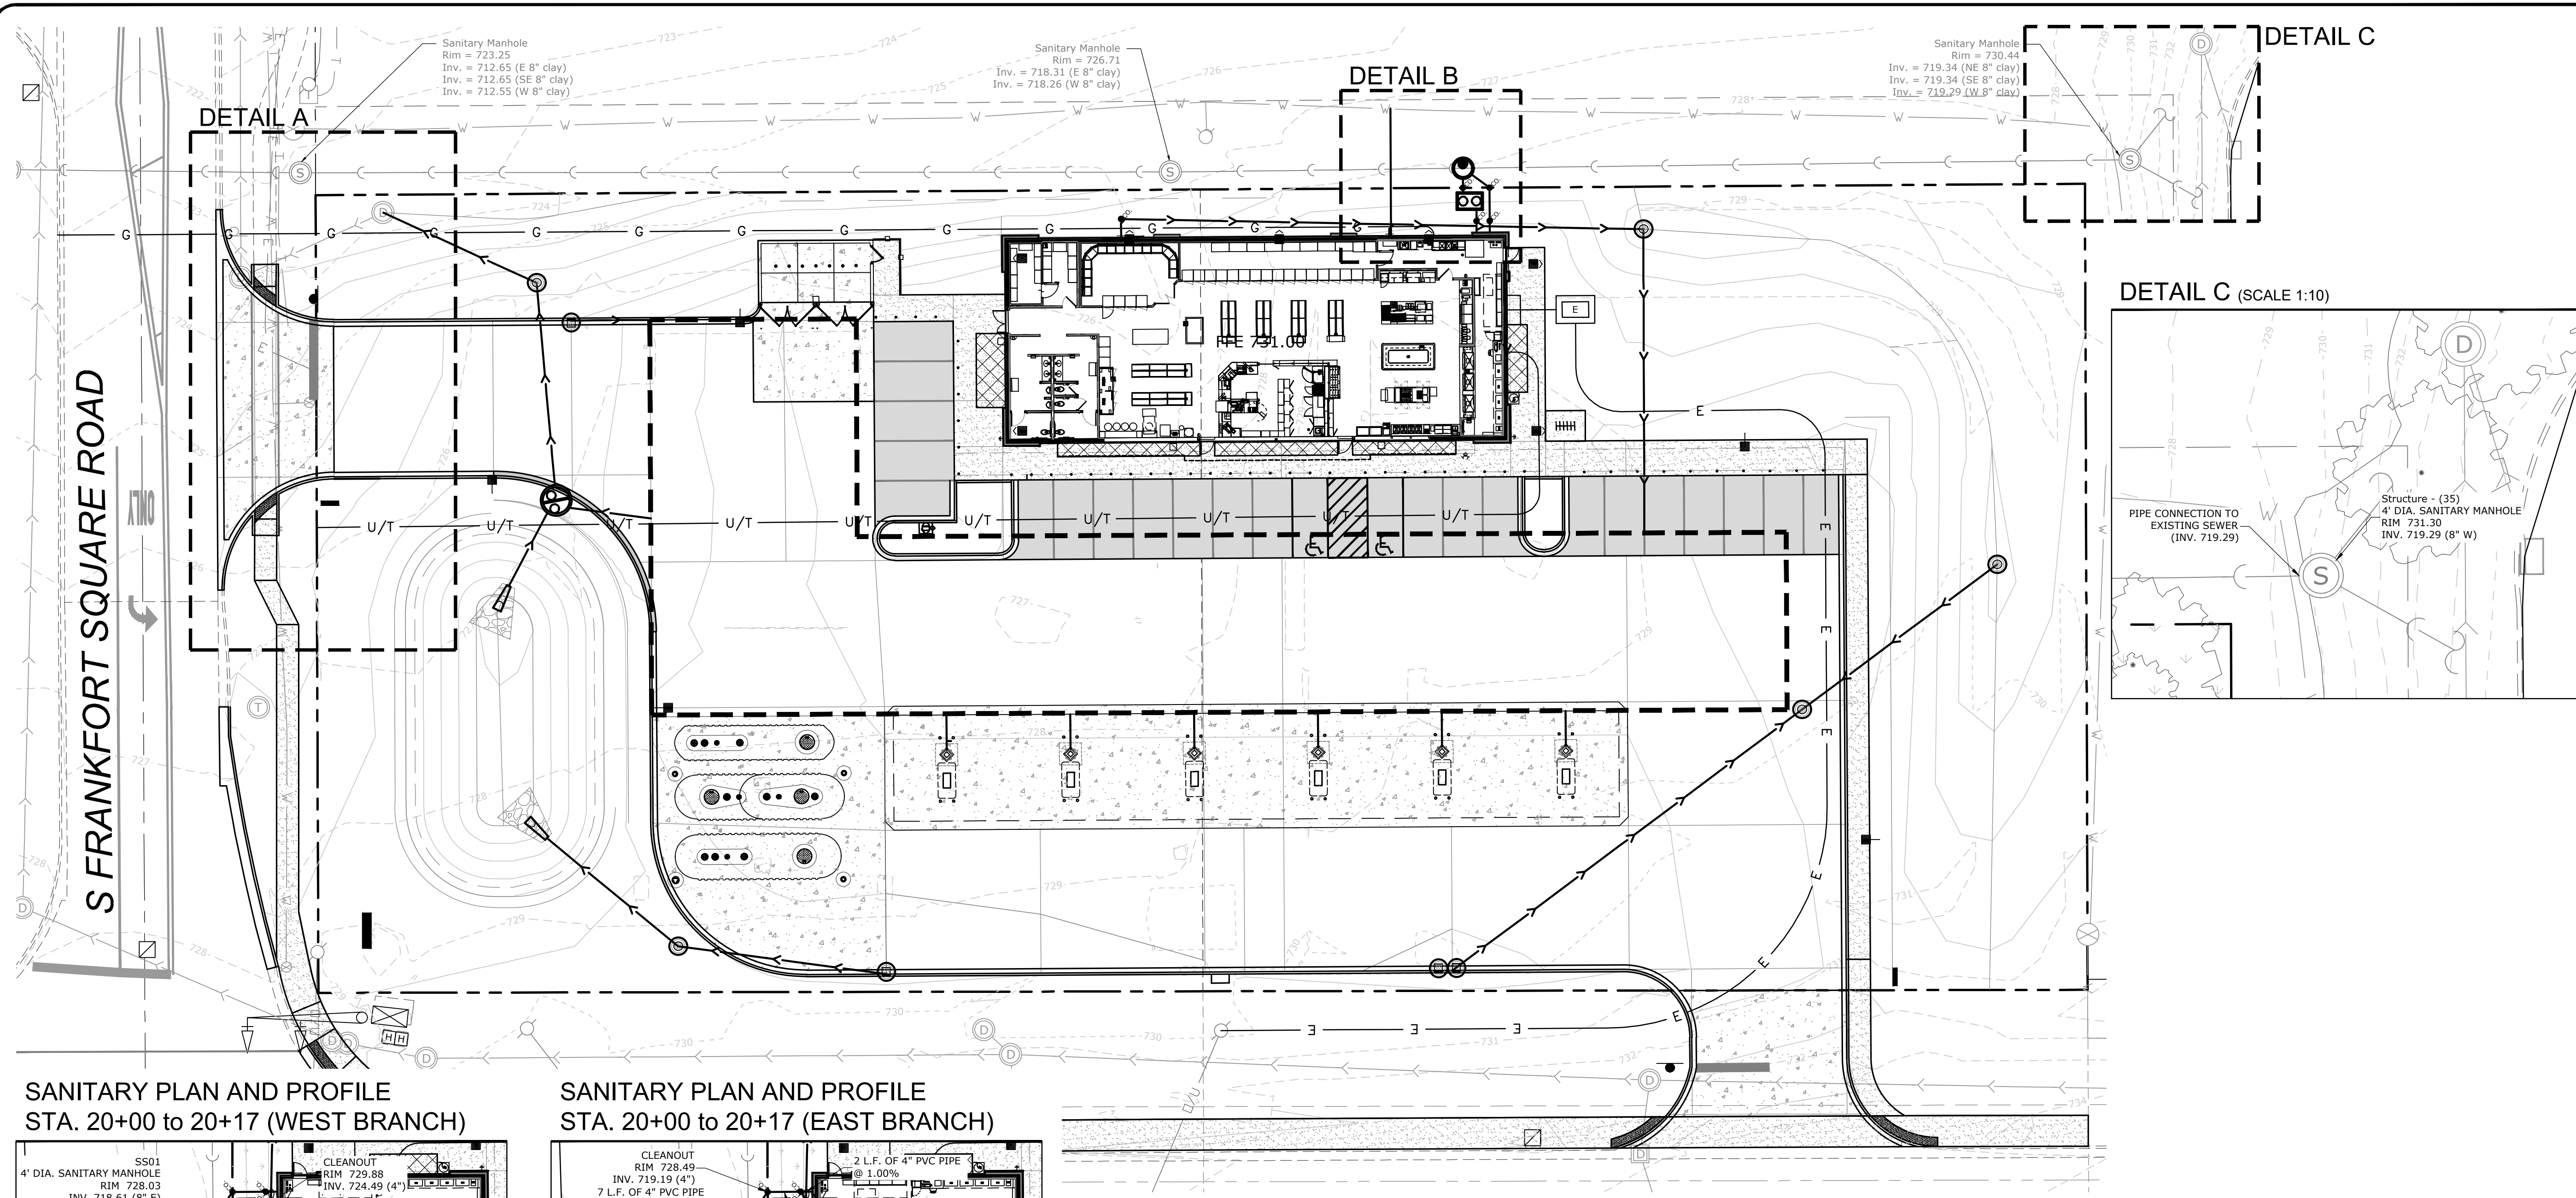 Sanitary Manhole
Rim = 723.25
Inv. = 712.65 (E 8" clay)
Inv. = 712.65 (SE 8" clay)
Inv. = 712.55 (W 8" clay)
Sanitary Manhole
Rim = 726.71
Inv. = 718.31 (E 8" clay)
Inv. = 718.26 (W 8" clay)
Sanitary Manhole
Rim = 730.44
Inv. = 719.34 (NE 8" clay)
Inv. = 719.34 (SE 8" clay)
Inv. = 719.29 (W 8" clay)
DETAIL A
DETAIL B
DETAIL C
S FRANKFORT SQUARE ROAD
ONLY
FFE 731.00
DETAIL C (SCALE 1:10)
Structure - (35)
4' DIA. SANITARY MANHOLE
RIM 731.30
INV. 719.29 (8" W)
PIPE CONNECTION TO
EXISTING SEWER
(INV. 719.29)
SANITARY PLAN AND PROFILE
STA. 20+00 to 20+17 (WEST BRANCH)
SS01
4' DIA. SANITARY MANHOLE
RIM 728.03
INV. 718.61 (8" E)
CLEANOUT
RIM 729.88
INV. 724.49 (4")
SANITARY PLAN AND PROFILE
STA. 20+00 to 20+17 (EAST BRANCH)
CLEANOUT
RIM 728.49
INV. 719.19 (4")
7 L.F. OF 4" PVC PIPE
2 L.F. OF 4" PVC PIPE
@ 1.00%